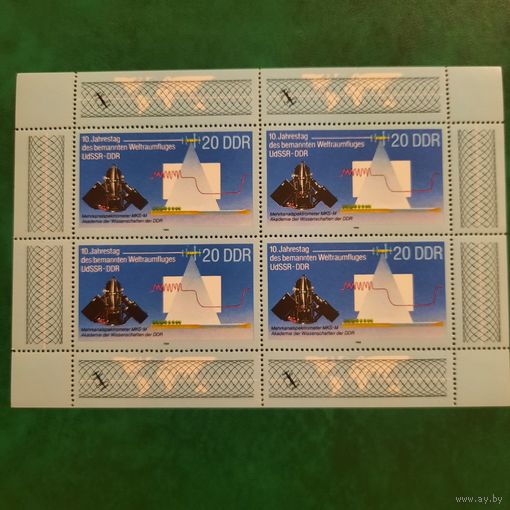 10. Jahrestag
des bemannten Weltraumfluges
UdSSR-DDR
20 DDR
Mehrkanalspektrometer MKS-M
Akademie der Wissenschaften der DDR
10. Jahrestag
des bemannten Weltraumfluges
UdSSR-DDR
20 DDR
Mehrkanalspektrometer MKS-M
Akademie der Wissenschaften der DDR
10. Jahrestag
des bemannten Weltraumfluges
UdSSR-DDR
20 DDR
Mehrkanalspektrometer MKS-M
Akademie der Wissenschaften der DDR
10. Jahrestag
des bemannten Weltraumfluges
UdSSR-DDR
20 DDR
Mehrkanalspektrometer MKS-M
Akademie der Wissenschaften der DDR
www.ay.by